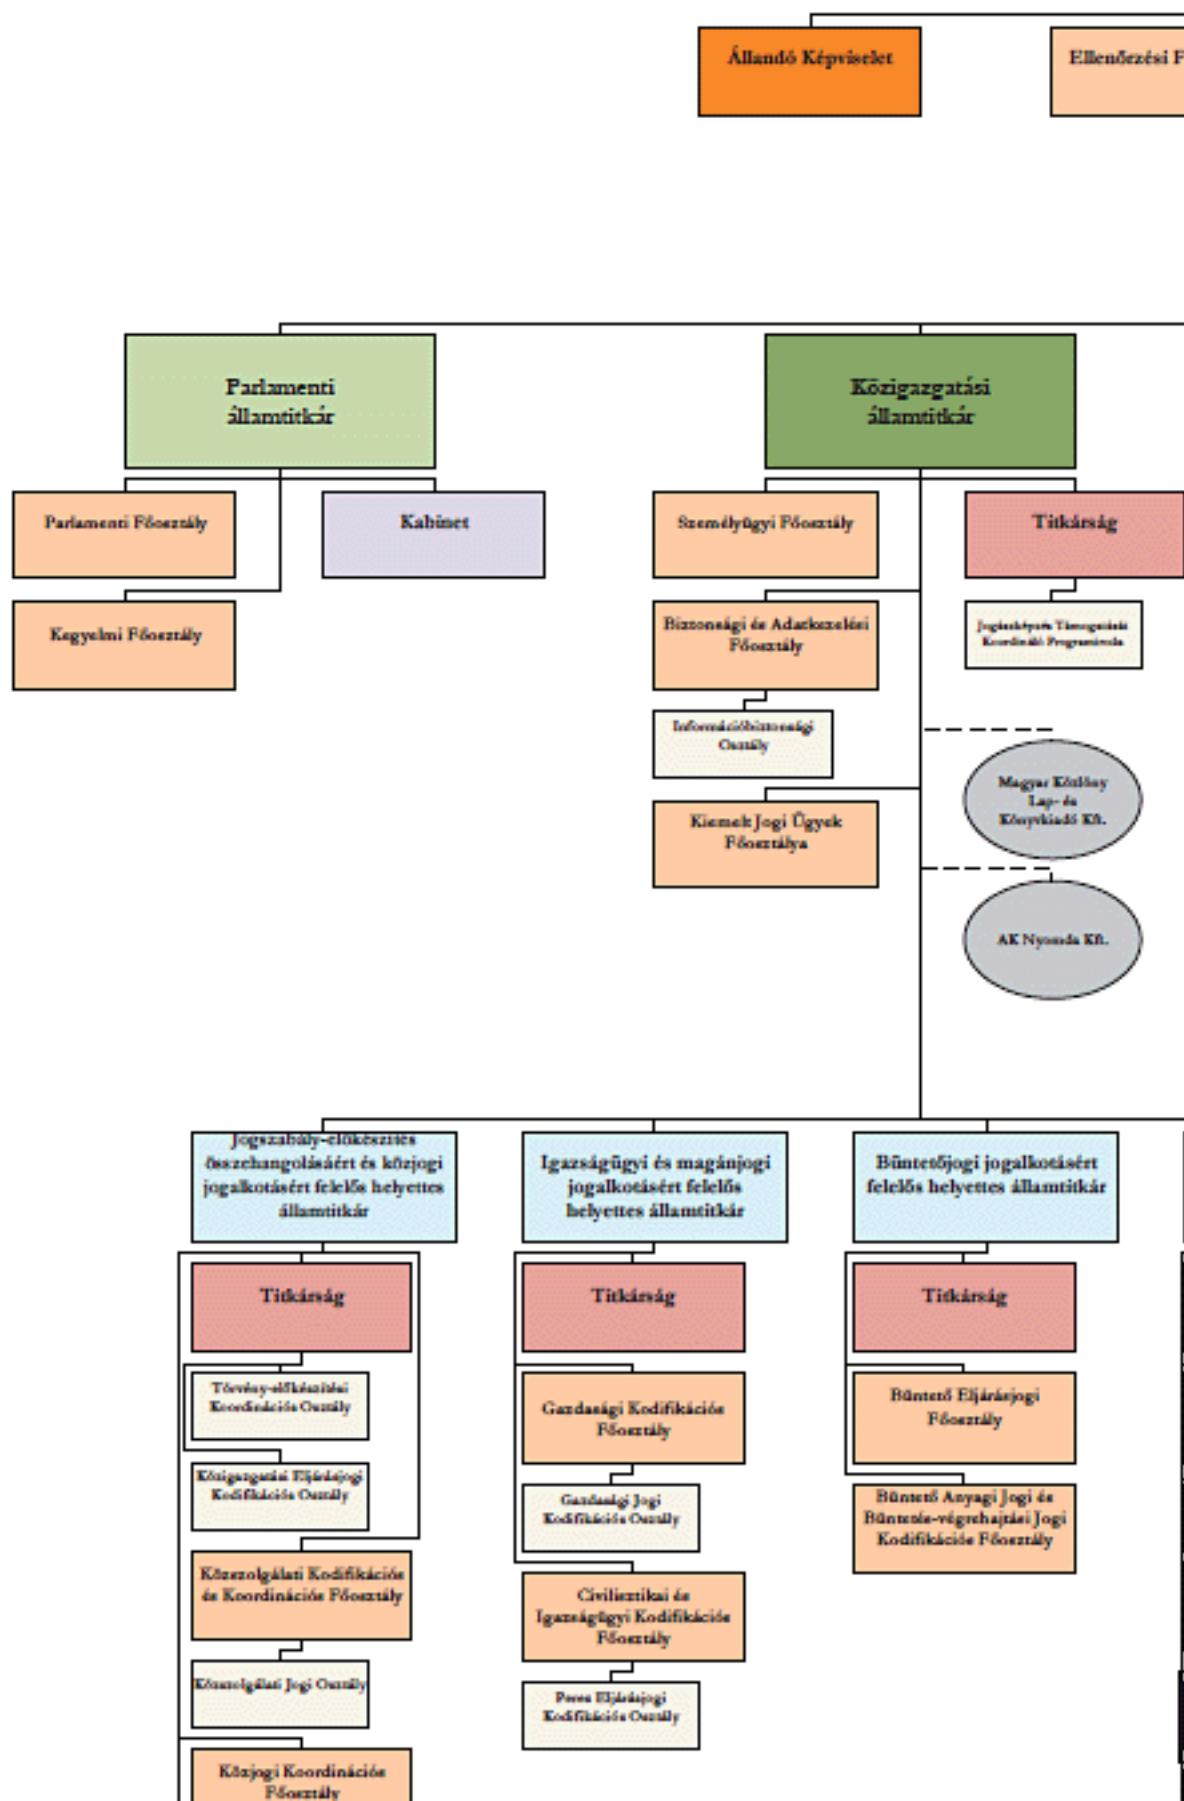 Állandó Képviselet
Ellenőrzési F
Parlamenti
államtitkár
Közigazgatási
államtitkár
Parlamenti Főosztály
Kabinet
Személyügyi Főosztály
Titkárság
Kegyelmi Főosztály
Biztonsági és Adatkezelési
Főosztály
Jogászképzés Támogatását
Koordináló Programiroda
Információbiztonsági
Osztály
Magyar Közlöny
Lap- és
Könyvkiadó Kft.
Kiemelt Jogi Ügyek
Főosztálya
AK Nyomda Kft.
Jogszabály-előkészítés
összehangolásáért és közjogi
jogalkotásért felelős helyettes
államtitkár
Igazságügyi és magánjogi
jogalkotásért felelős
helyettes államtitkár
Büntetőjogi jogalkotásért
felelős helyettes államtitkár
Titkárság
Titkárság
Titkárság
Törvény-előkészítési
Koordinációs Osztály
Gazdasági Kodifikációs
Főosztály
Büntető Eljárásjogi
Főosztály
Közigazgatási Eljárásjogi
Kodifikációs Osztály
Gazdasági Jogi
Kodifikációs Osztály
Büntető Anyagi Jogi és
Büntetés-végrehajtási Jogi
Kodifikációs Főosztály
Közszolgálati Kodifikációs
és Koordinációs Főosztály
Civilisztikai és
Igazságügyi Kodifikációs
Főosztály
Közszolgálati Jogi Osztály
Peres Eljárásjogi
Kodifikációs Osztály
Közjogi Koordinációs
Főosztály